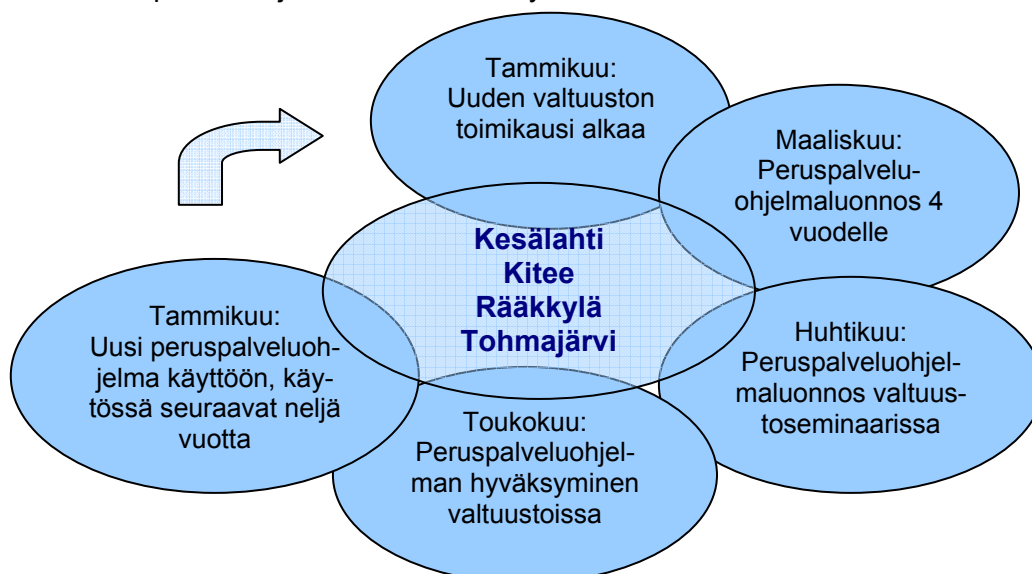 Tammikuu:
Uuden valtuuston
toimikausi alkaa
Maaliskuu:
Peruspalvelu-
ohjelmaluonnos 4
vuodelle
Kesälahti
Kitee
Rääkkylä
Tohmajärvi
Huhtikuu:
Peruspalveluohjel-
maluonnos valtuus-
toseminaarissa
Toukokuu:
Peruspalveluohjel-
man hyväksyminen
valtuustoissa
Tammikuu:
Uusi peruspalveluoh-
jelma käyttöön, käy-
tössä seuraavat neljä
vuotta